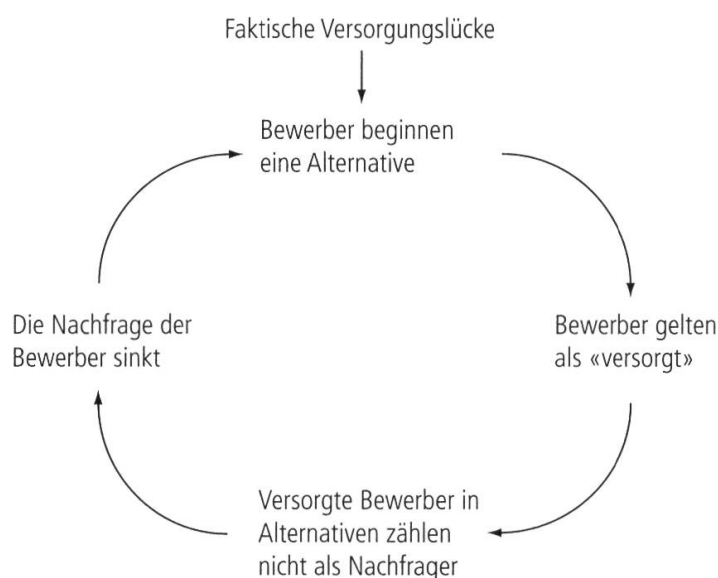 Faktische Versorgungslücke
Bewerber beginnen
eine Alternative
Bewerber gelten
als «versorgt»
Versorgte Bewerber in
Alternativen zählen
nicht als Nachfrager
Die Nachfrage der
Bewerber sinkt